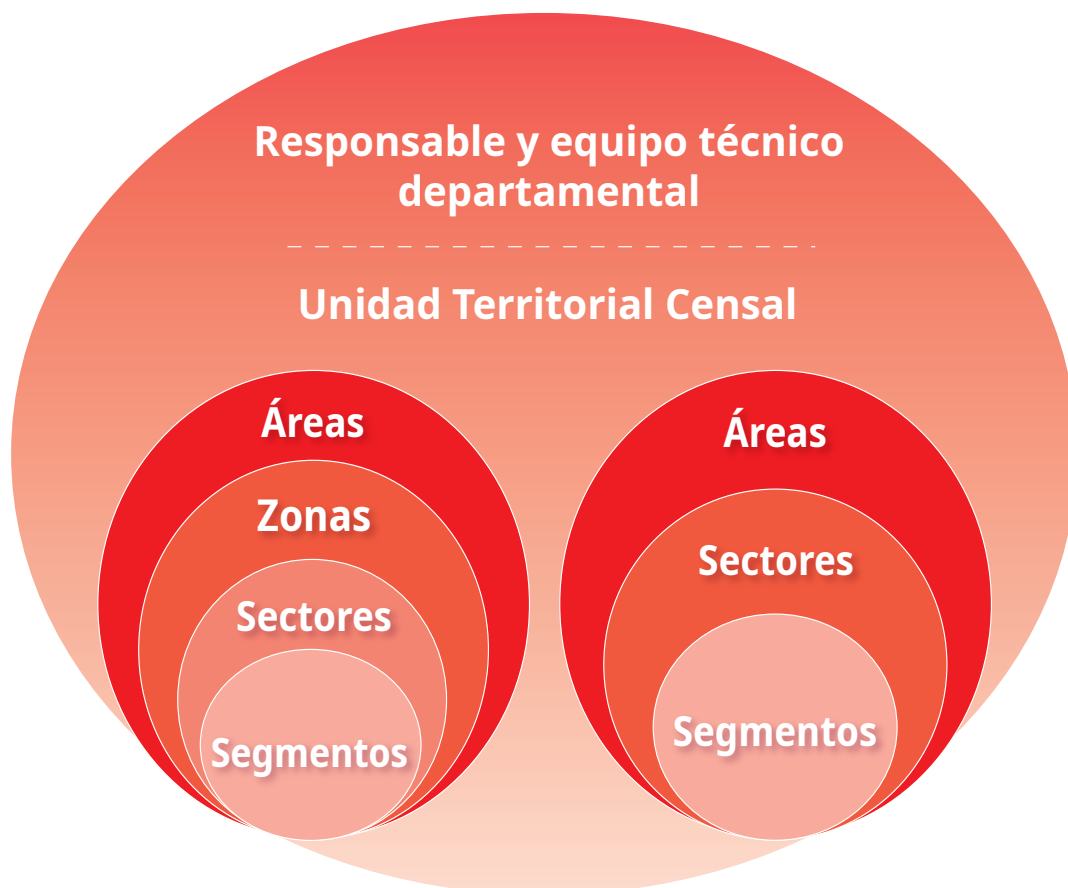 Responsable y equipo técnico
departamental
Unidad Territorial Censal
Áreas
Zonas
Sectores
Segmentos
Áreas
Sectores
Segmentos